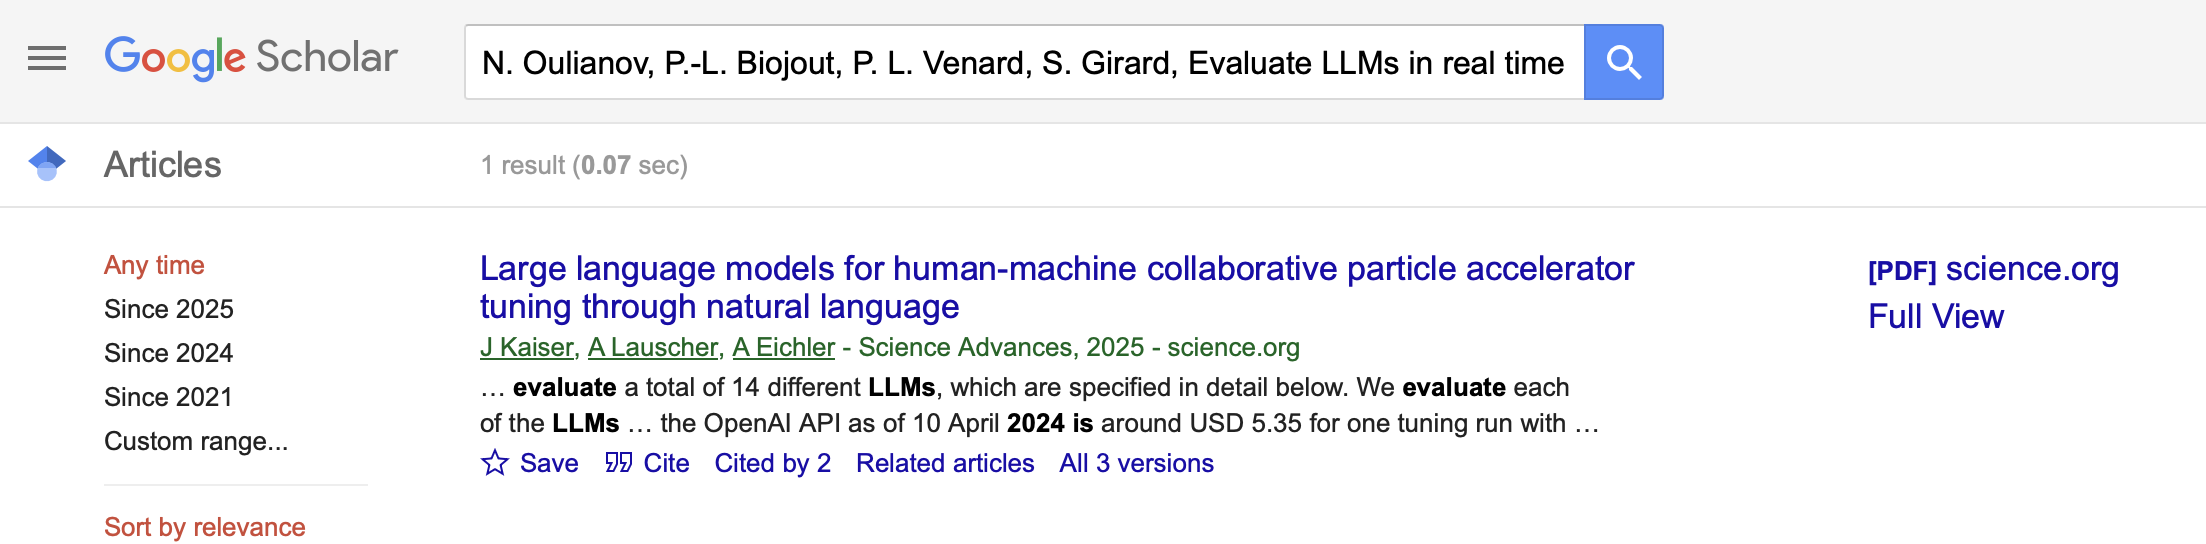 Google Scholar
N. Oulianov, P.-L. Biojout, P. L. Venard, S. Girard, Evaluate LLMs in real time
Articles
1 result (0.07 sec)
Any time
Since 2025
Since 2024
Since 2021
Custom range...
Sort by relevance
Large language models for human-machine collaborative particle accelerator
tuning through natural language
J Kaiser, A Lauscher, A Eichler - Science Advances, 2025 - science.org
… evaluate a total of 14 different LLMs, which are specified in detail below. We evaluate each
of the LLMs … the OpenAI API as of 10 April 2024 is around USD 5.35 for one tuning run with …
Save Cite Cited by 2 Related articles All 3 versions
[PDF] science.org
Full View